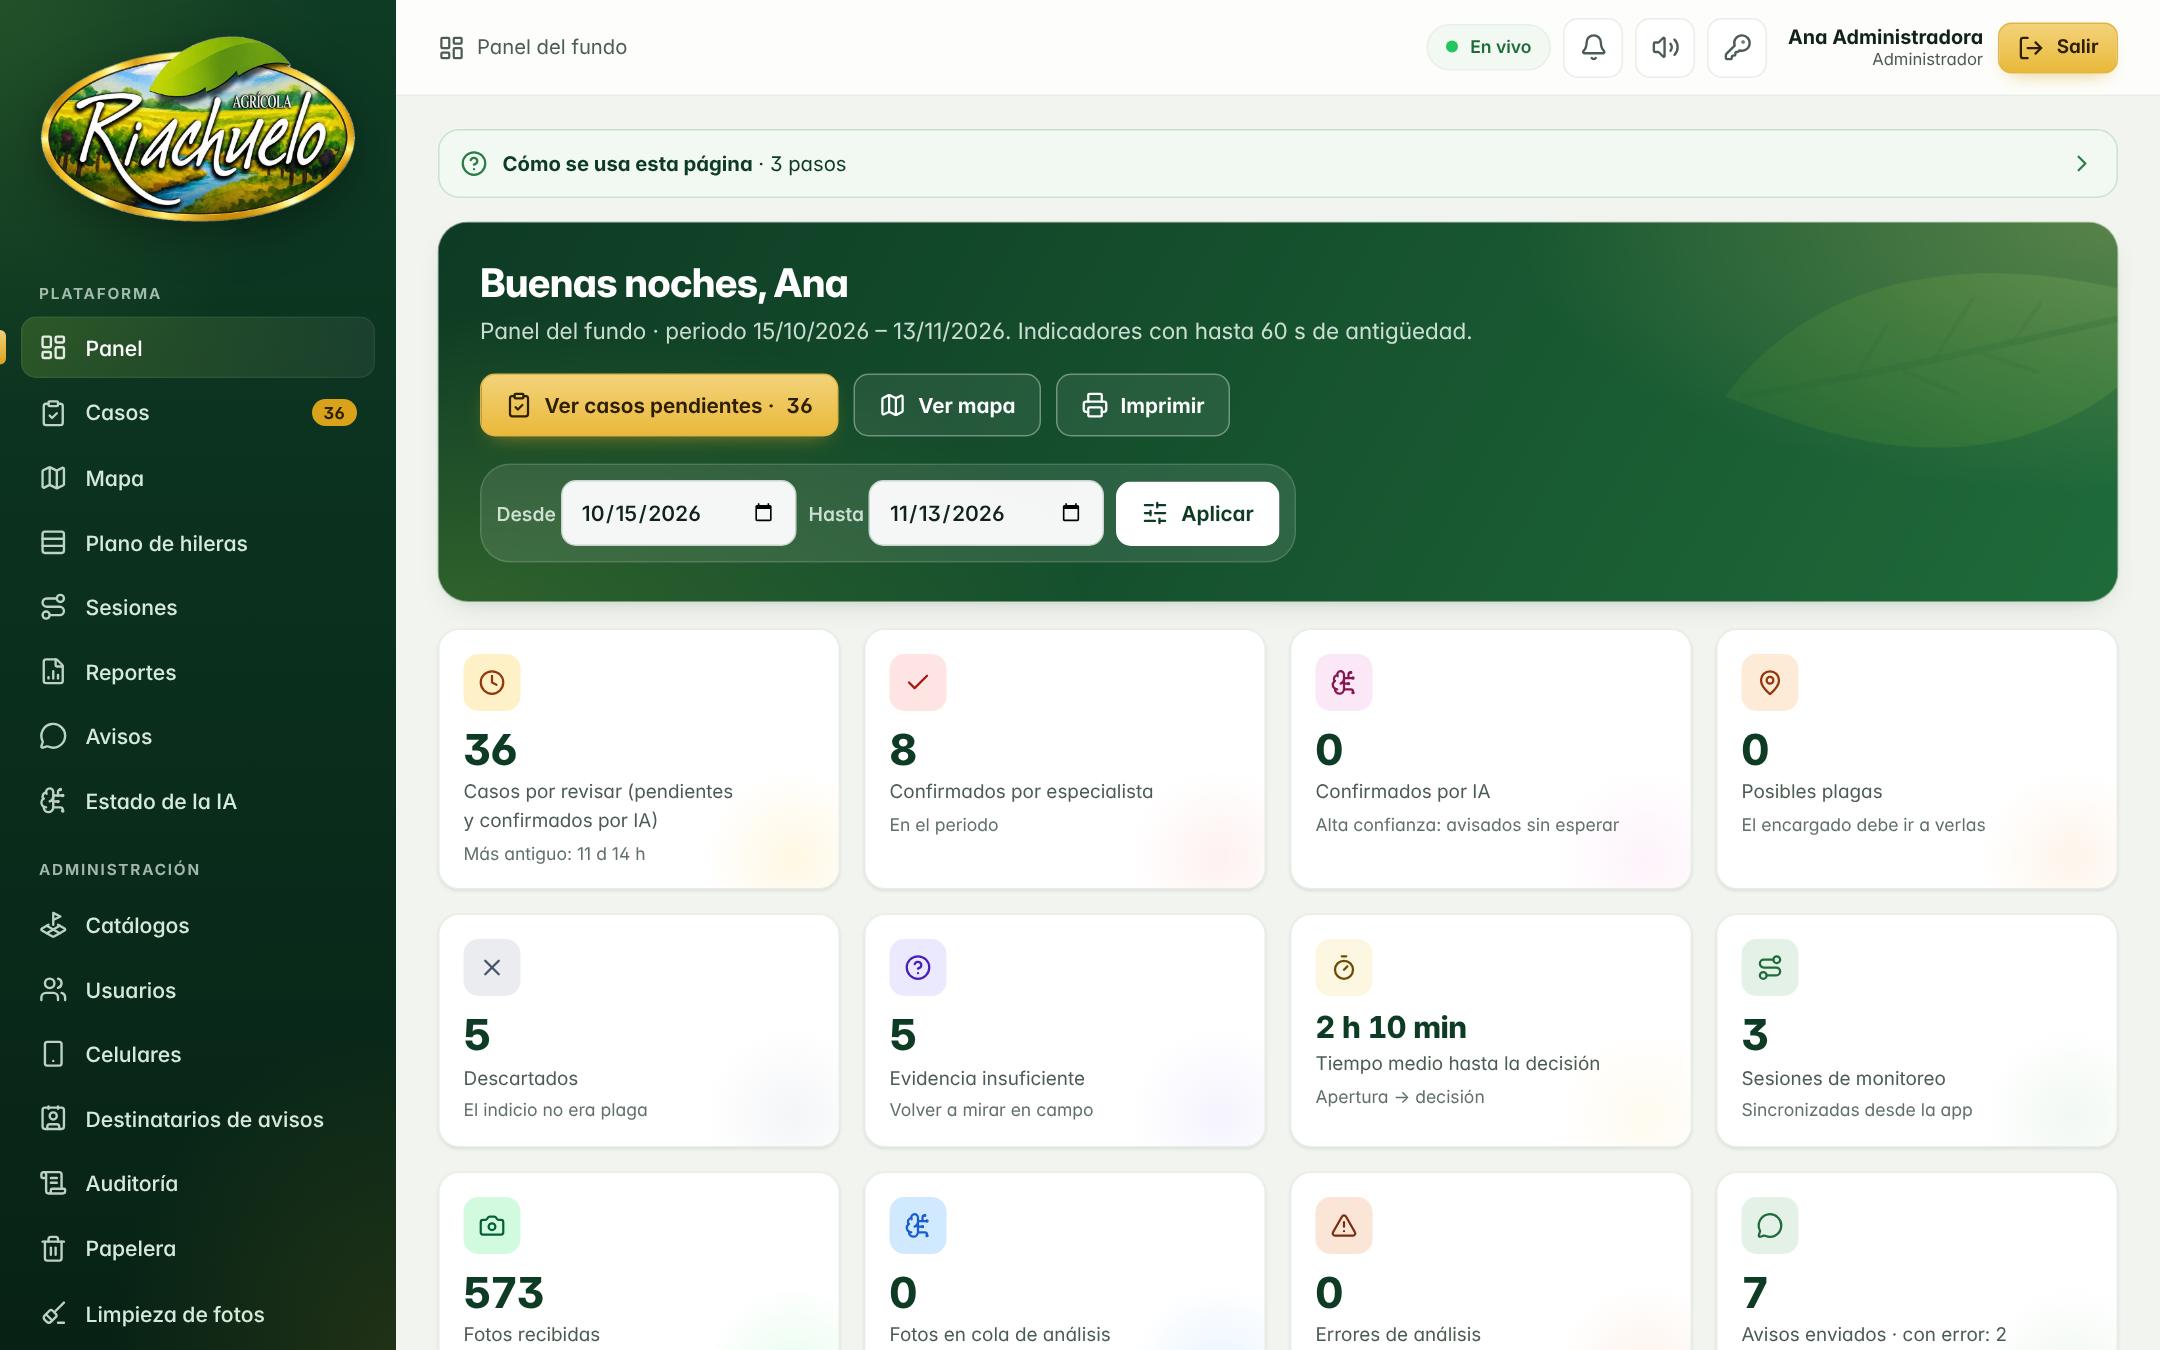 AGRÍCOLA
Riachuelo
PLATAFORMA
Panel
Casos 36
Mapa
Plano de hileras
Sesiones
Reportes
Avisos
Estado de la IA
ADMINISTRACIÓN
Catálogos
Usuarios
Celulares
Destinatarios de avisos
Auditoría
Papelera
Limpieza de fotos
Panel del fundo
En vivo
Ana Administradora
Administrador
Salir
Cómo se usa esta página · 3 pasos
Buenas noches, Ana
Panel del fundo · periodo 15/10/2026 – 13/11/2026. Indicadores con hasta 60 s de antigüedad.
Ver casos pendientes · 36
Ver mapa
Imprimir
Desde 10/15/2026 Hasta 11/13/2026 Aplicar
36
Casos por revisar (pendientes
y confirmados por IA)
Más antiguo: 11 d 14 h
8
Confirmados por especialista
En el periodo
0
Confirmados por IA
Alta confianza: avisados sin esperar
0
Posibles plagas
El encargado debe ir a verlas
5
Descartados
El indicio no era plaga
5
Evidencia insuficiente
Volver a mirar en campo
2 h 10 min
Tiempo medio hasta la decisión
Apertura → decisión
3
Sesiones de monitoreo
Sincronizadas desde la app
573
Fotos recibidas
0
Fotos en cola de análisis
0
Errores de análisis
7
Avisos enviados · con error: 2